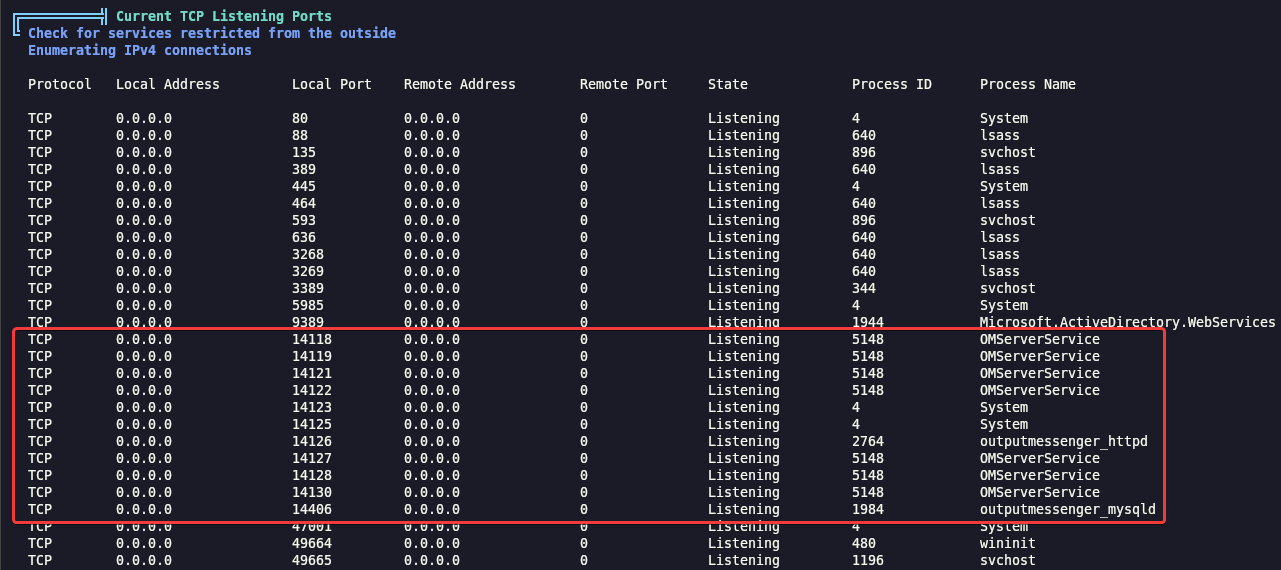 Current TCP Listening Ports
Check for services restricted from the outside
Enumerating IPv4 connections
Protocol Local Address Local Port Remote Address Remote Port State Process ID Process Name
TCP 0.0.0.0 80 0.0.0.0 0 Listening 4 System
TCP 0.0.0.0 88 0.0.0.0 0 Listening 640 lsass
TCP 0.0.0.0 135 0.0.0.0 0 Listening 896 svchost
TCP 0.0.0.0 389 0.0.0.0 0 Listening 640 lsass
TCP 0.0.0.0 445 0.0.0.0 0 Listening 4 System
TCP 0.0.0.0 464 0.0.0.0 0 Listening 640 lsass
TCP 0.0.0.0 593 0.0.0.0 0 Listening 896 svchost
TCP 0.0.0.0 636 0.0.0.0 0 Listening 640 lsass
TCP 0.0.0.0 3268 0.0.0.0 0 Listening 640 lsass
TCP 0.0.0.0 3269 0.0.0.0 0 Listening 640 lsass
TCP 0.0.0.0 3389 0.0.0.0 0 Listening 344 svchost
TCP 0.0.0.0 5985 0.0.0.0 0 Listening 4 System
TCP 0.0.0.0 9389 0.0.0.0 0 Listening 1944 Microsoft.ActiveDirectory.WebServices
TCP 0.0.0.0 14118 0.0.0.0 0 Listening 5148 OMServerService
TCP 0.0.0.0 14119 0.0.0.0 0 Listening 5148 OMServerService
TCP 0.0.0.0 14121 0.0.0.0 0 Listening 5148 OMServerService
TCP 0.0.0.0 14122 0.0.0.0 0 Listening 5148 OMServerService
TCP 0.0.0.0 14123 0.0.0.0 0 Listening 4 System
TCP 0.0.0.0 14125 0.0.0.0 0 Listening 4 System
TCP 0.0.0.0 14126 0.0.0.0 0 Listening 2764 outputmessenger_httpd
TCP 0.0.0.0 14127 0.0.0.0 0 Listening 5148 OMServerService
TCP 0.0.0.0 14128 0.0.0.0 0 Listening 5148 OMServerService
TCP 0.0.0.0 14130 0.0.0.0 0 Listening 5148 OMServerService
TCP 0.0.0.0 14406 0.0.0.0 0 Listening 1984 outputmessenger_mysqld
TCP 0.0.0.0 47001 0.0.0.0 0 Listening 4 System
TCP 0.0.0.0 49664 0.0.0.0 0 Listening 480 wininit
TCP 0.0.0.0 49665 0.0.0.0 0 Listening 1196 svchost